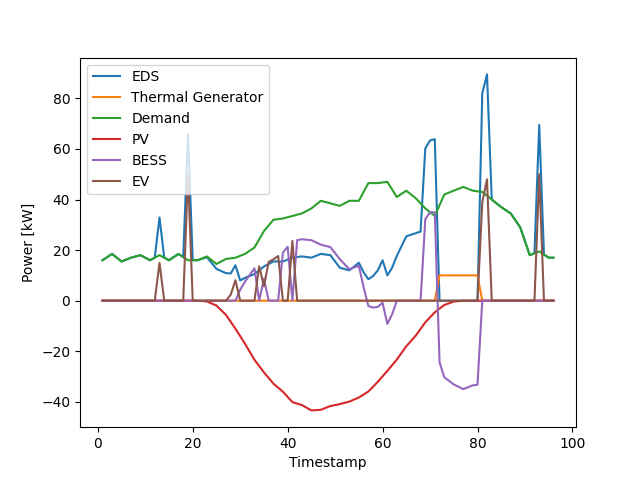 EDS
Thermal Generator
Demand
PV
BESS
EV
Power [kW]
80
60
40
20
0
−20
−40
0 20 40 60 80 100
Timestamp